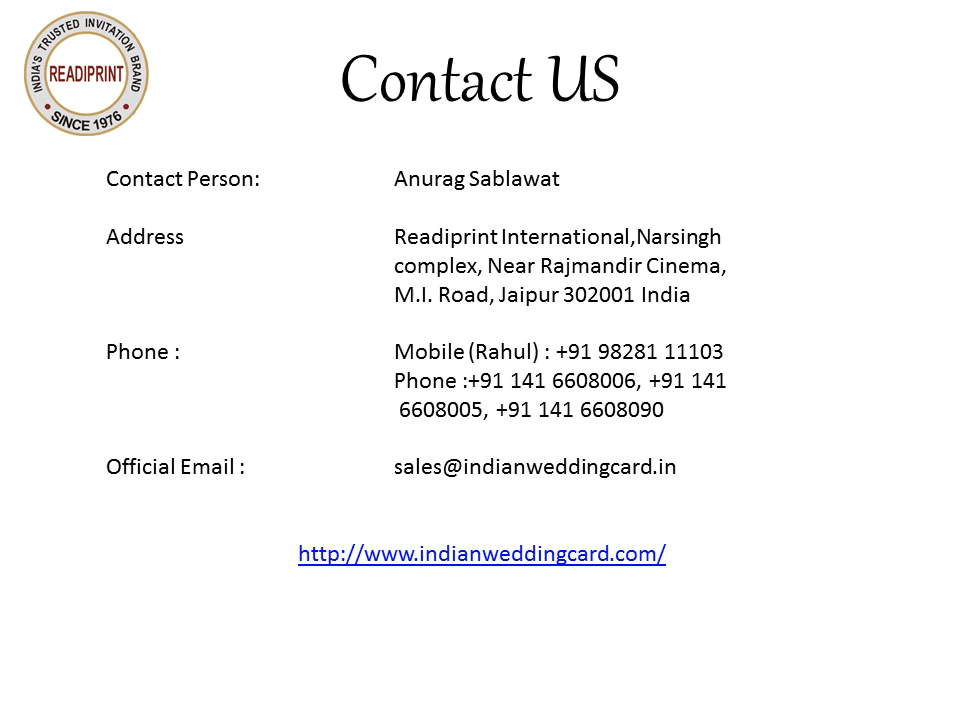 INDIA'S TRUSTED INVITATION BRAND
READIPRINT
• SINCE 1976 •
Contact US
Contact Person: Anurag Sablawat
Address Readiprint International,Narsingh
complex, Near Rajmandir Cinema,
M.I. Road, Jaipur 302001 India
Phone : Mobile (Rahul) : +91 98281 11103
Phone :+91 141 6608006, +91 141
6608005, +91 141 6608090
Official Email : sales@indianweddingcard.in
http://www.indianweddingcard.com/